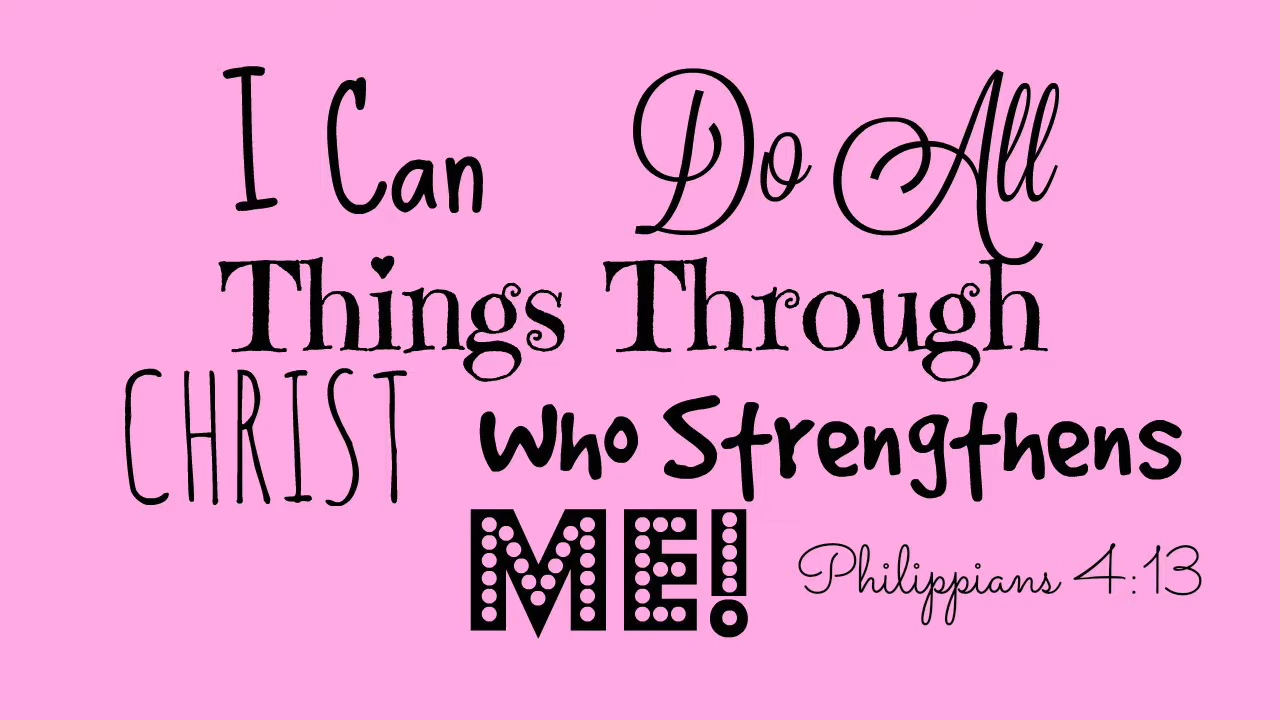 I Can Do All
Things Through
CHRIST Who Strengthens
ME! Philippians 4:13